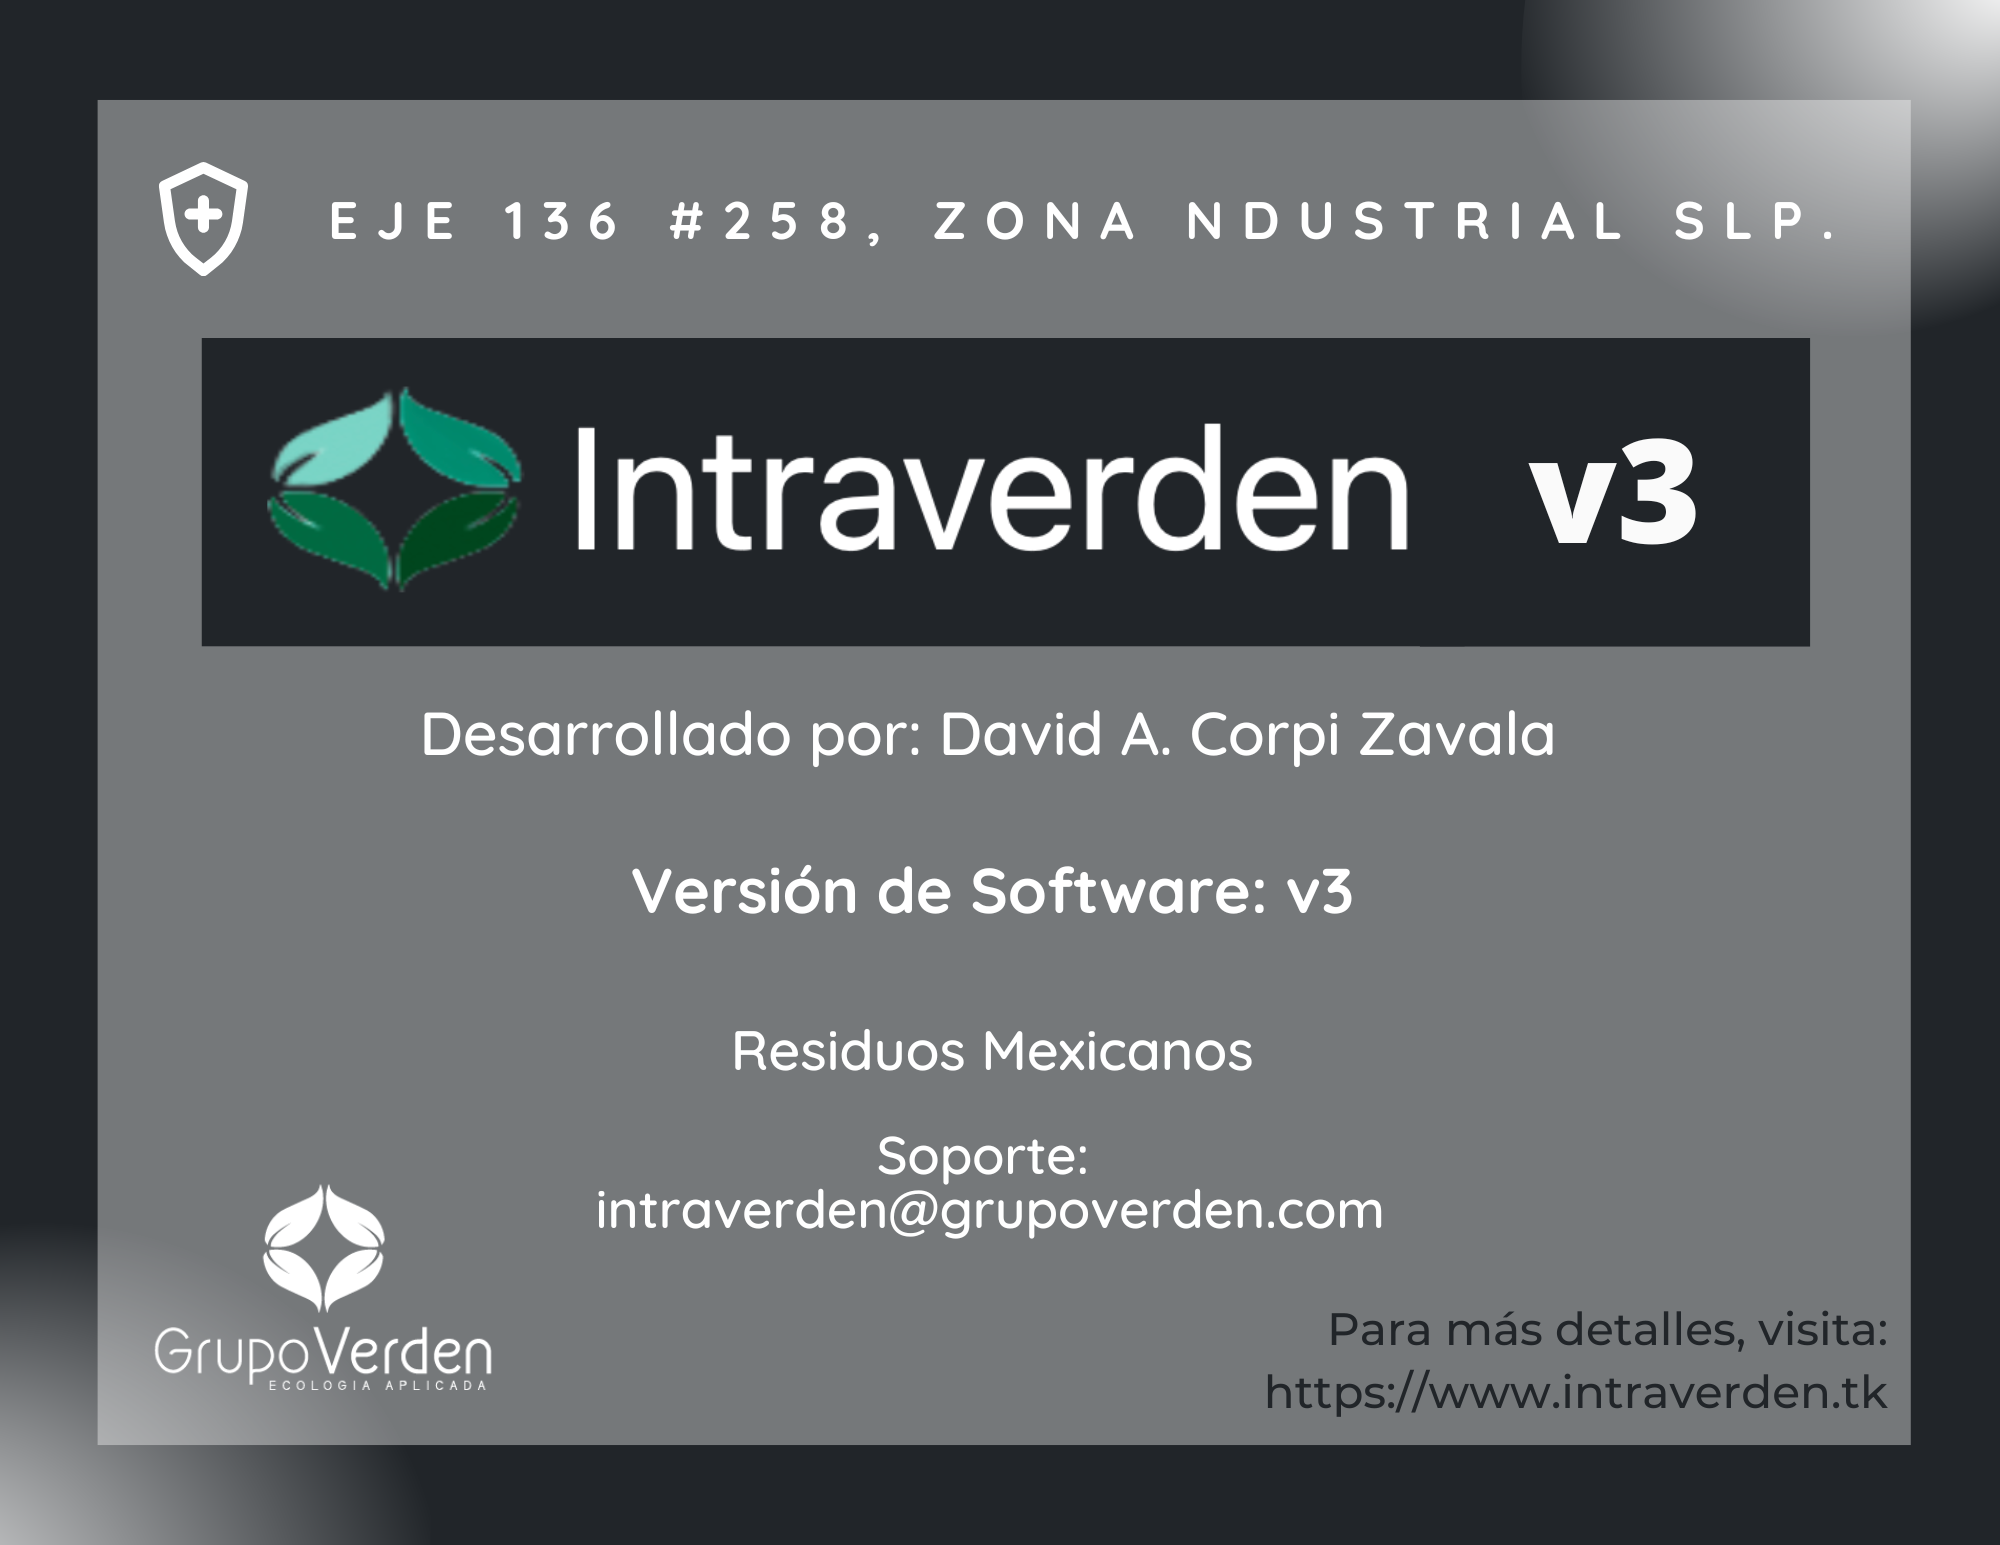 EJE 136 #258, ZONA NDUSTRIAL SLP.
Intraverden v3
Desarrollado por: David A. Corpi Zavala
Versión de Software: v3
Residuos Mexicanos
Soporte:
intraverden@grupoverden.com
GrupoVerden
ECOLOGIA APLICADA
Para más detalles, visita:
https://www.intraverden.tk